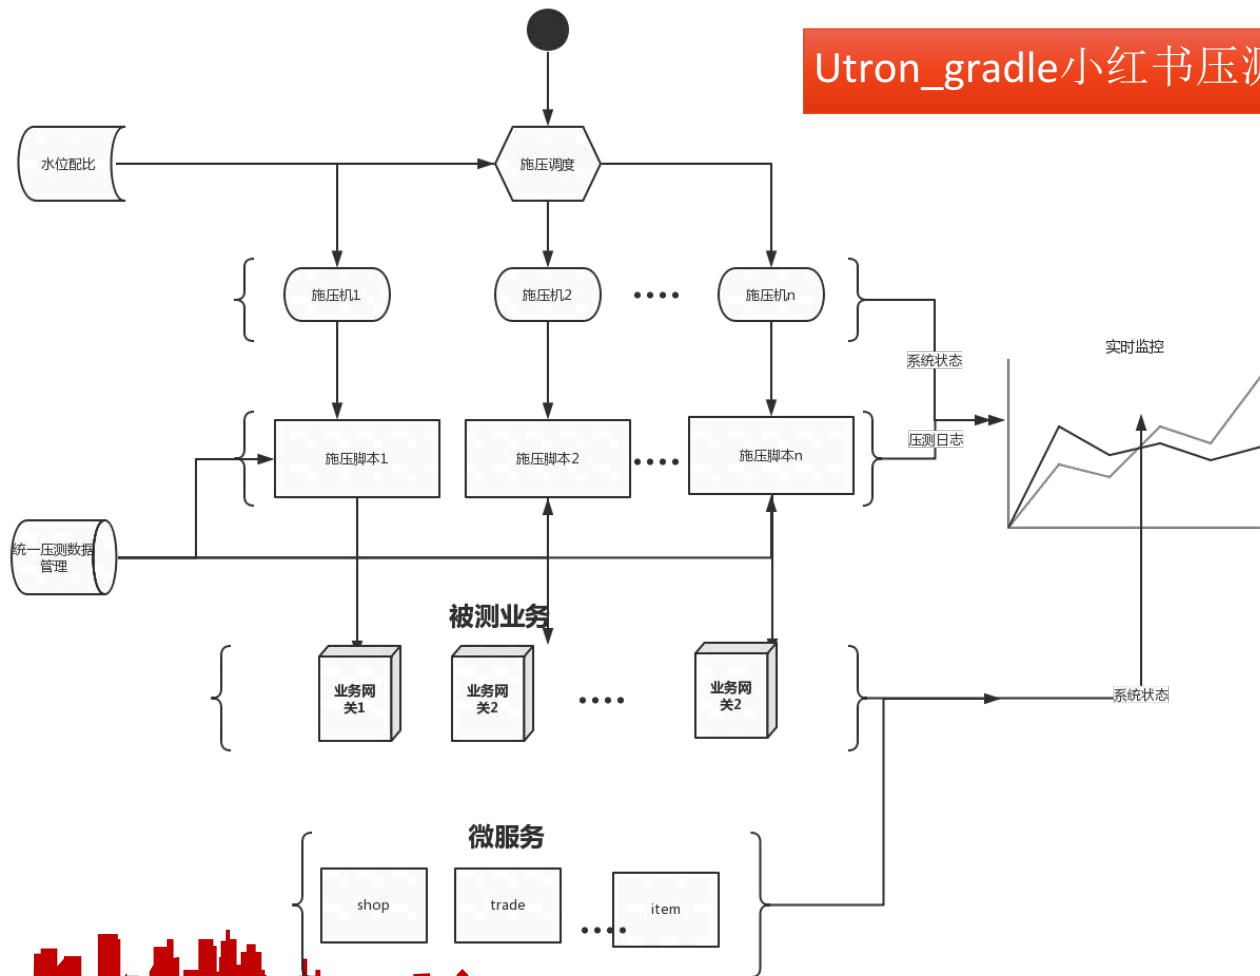 Utron_gradle小红书压测
水位配比
施压调度
施压机1
施压机2
施压机n
系统状态
实时监控
压测日志
施压脚本1
施压脚本2
施压脚本n
统一压测数据
管理
被测业务
业务网
关1
业务网
关2
业务网
关2
系统状态
微服务
shop
trade
item